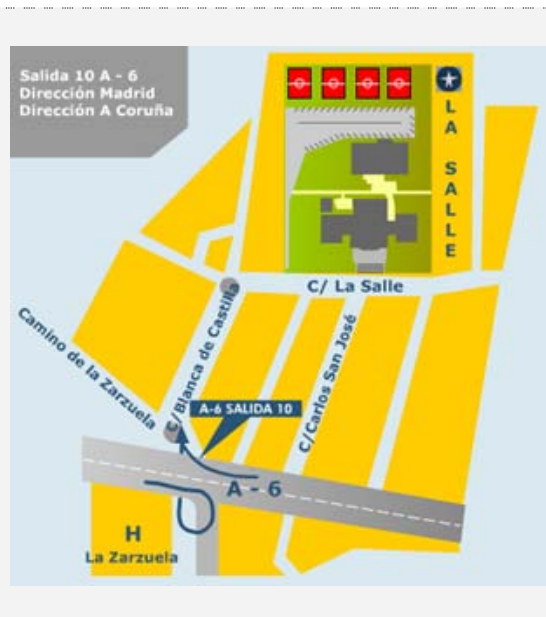 Salida 10 A - 6
Dirección Madrid
Dirección A Coruña
LA SALLE
C/ La Salle
Camino de la Zarzuela
C/Blanca de Castilla
C/Carlos San José
A-6 SALIDA 10
A - 6
H
La Zarzuela